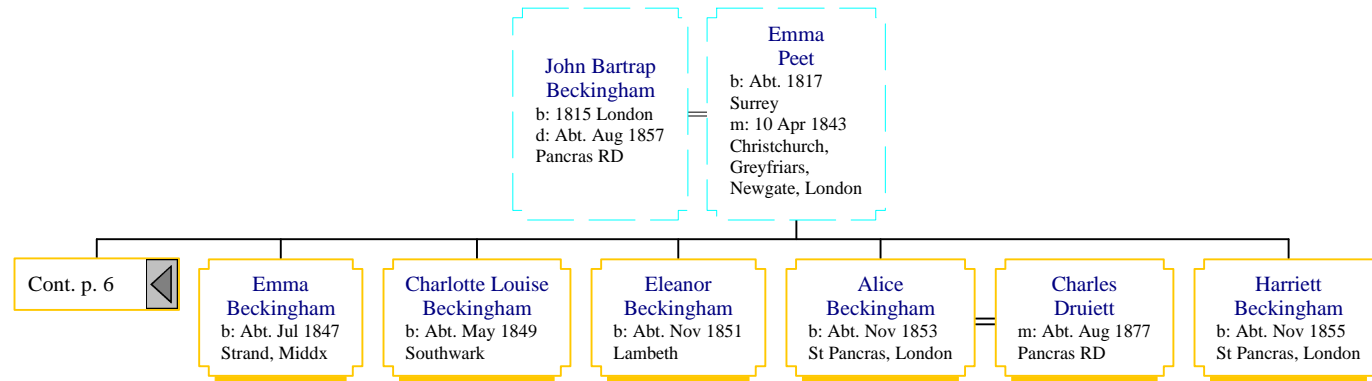 John Bartrap
Beckingham
b: 1815 London
d: Abt. Aug 1857
Pancras RD
Emma
Peet
b: Abt. 1817
Surrey
m: 10 Apr 1843
Christchurch,
Greyfriars,
Newgate, London
Cont. p. 6
Emma
Beckingham
b: Abt. Jul 1847
Strand, Middx
Charlotte Louise
Beckingham
b: Abt. May 1849
Southwark
Eleanor
Beckingham
b: Abt. Nov 1851
Lambeth
Alice
Beckingham
b: Abt. Nov 1853
St Pancras, London
Charles
Druiett
m: Abt. Aug 1877
Pancras RD
Harriett
Beckingham
b: Abt. Nov 1855
St Pancras, London